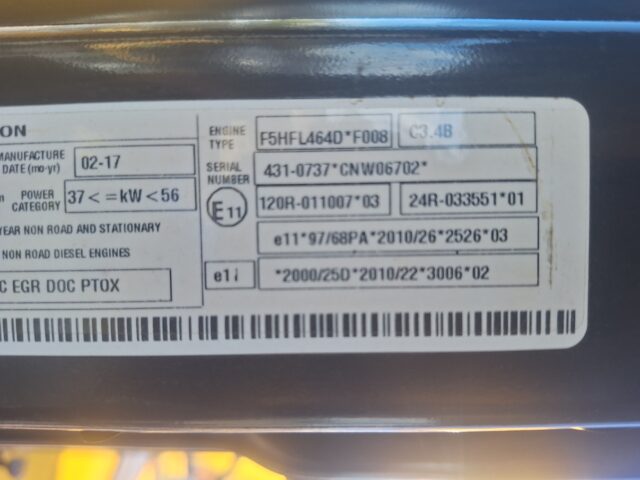 ON
MANUFACTURE
DATE (mo-yr)
02-17
POWER
CATEGORY
37<=kW<56
YEAR NON ROAD AND STATIONARY
NON ROAD DIESEL ENGINES
C EGR DOC PTOX
ENGINE
TYPE
F5HFL464D*F008
C3.4B
SERIAL
NUMBER
431-0737*CNW06702*
E11
120R-011007*03
24R-033551*01
e11*97/68PA*2010/26*2526*03
e11
*2000/25D*2010/22*3006*02